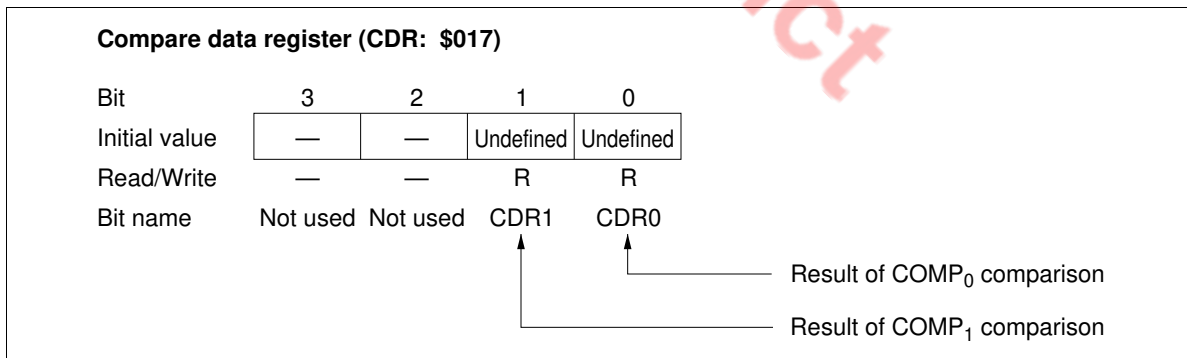 ct
Compare data register (CDR: $017)
Bit 3 2 1 0
Initial value — — Undefined Undefined
Read/Write — — R R
Bit name Not used Not used CDR1 CDR0
Result of COMP₀ comparison
Result of COMP₁ comparison